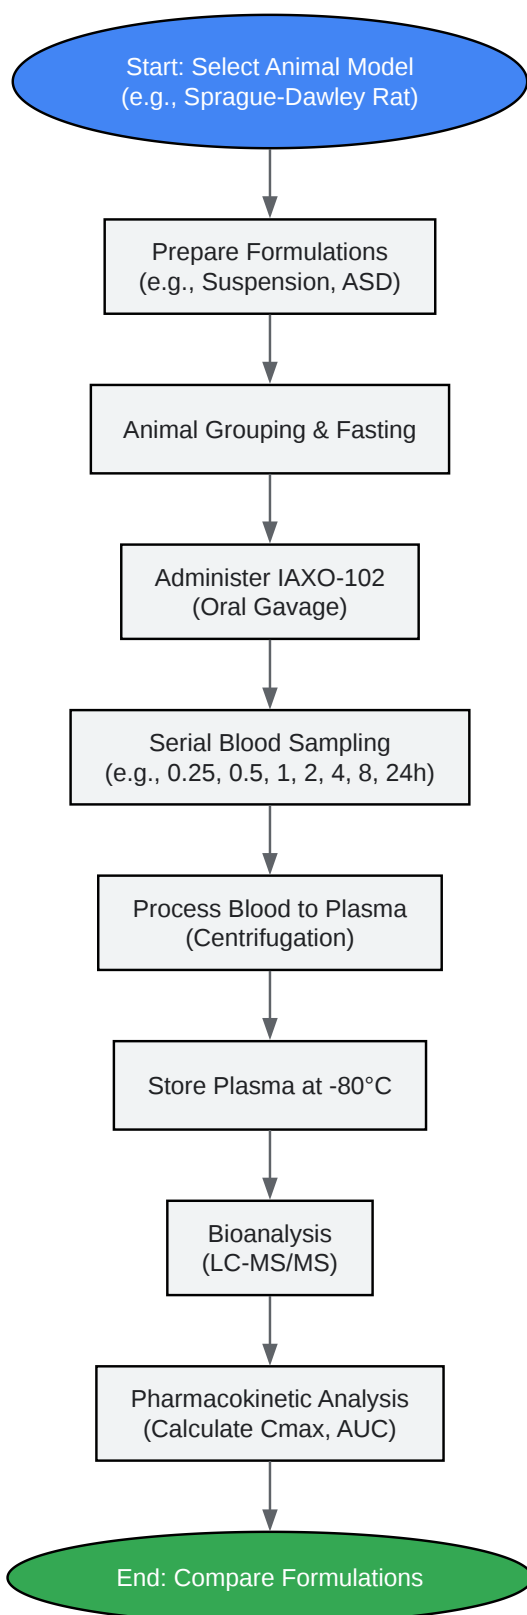 Start: Select Animal Model
(e.g., Sprague-Dawley Rat)
Prepare Formulations
(e.g., Suspension, ASD)
Animal Grouping & Fasting
Administer IAXO-102
(Oral Gavage)
Serial Blood Sampling
(e.g., 0.25, 0.5, 1, 2, 4, 8, 24h)
Process Blood to Plasma
(Centrifugation)
Store Plasma at -80°C
Bioanalysis
(LC-MS/MS)
Pharmacokinetic Analysis
(Calculate Cmax, AUC)
End: Compare Formulations